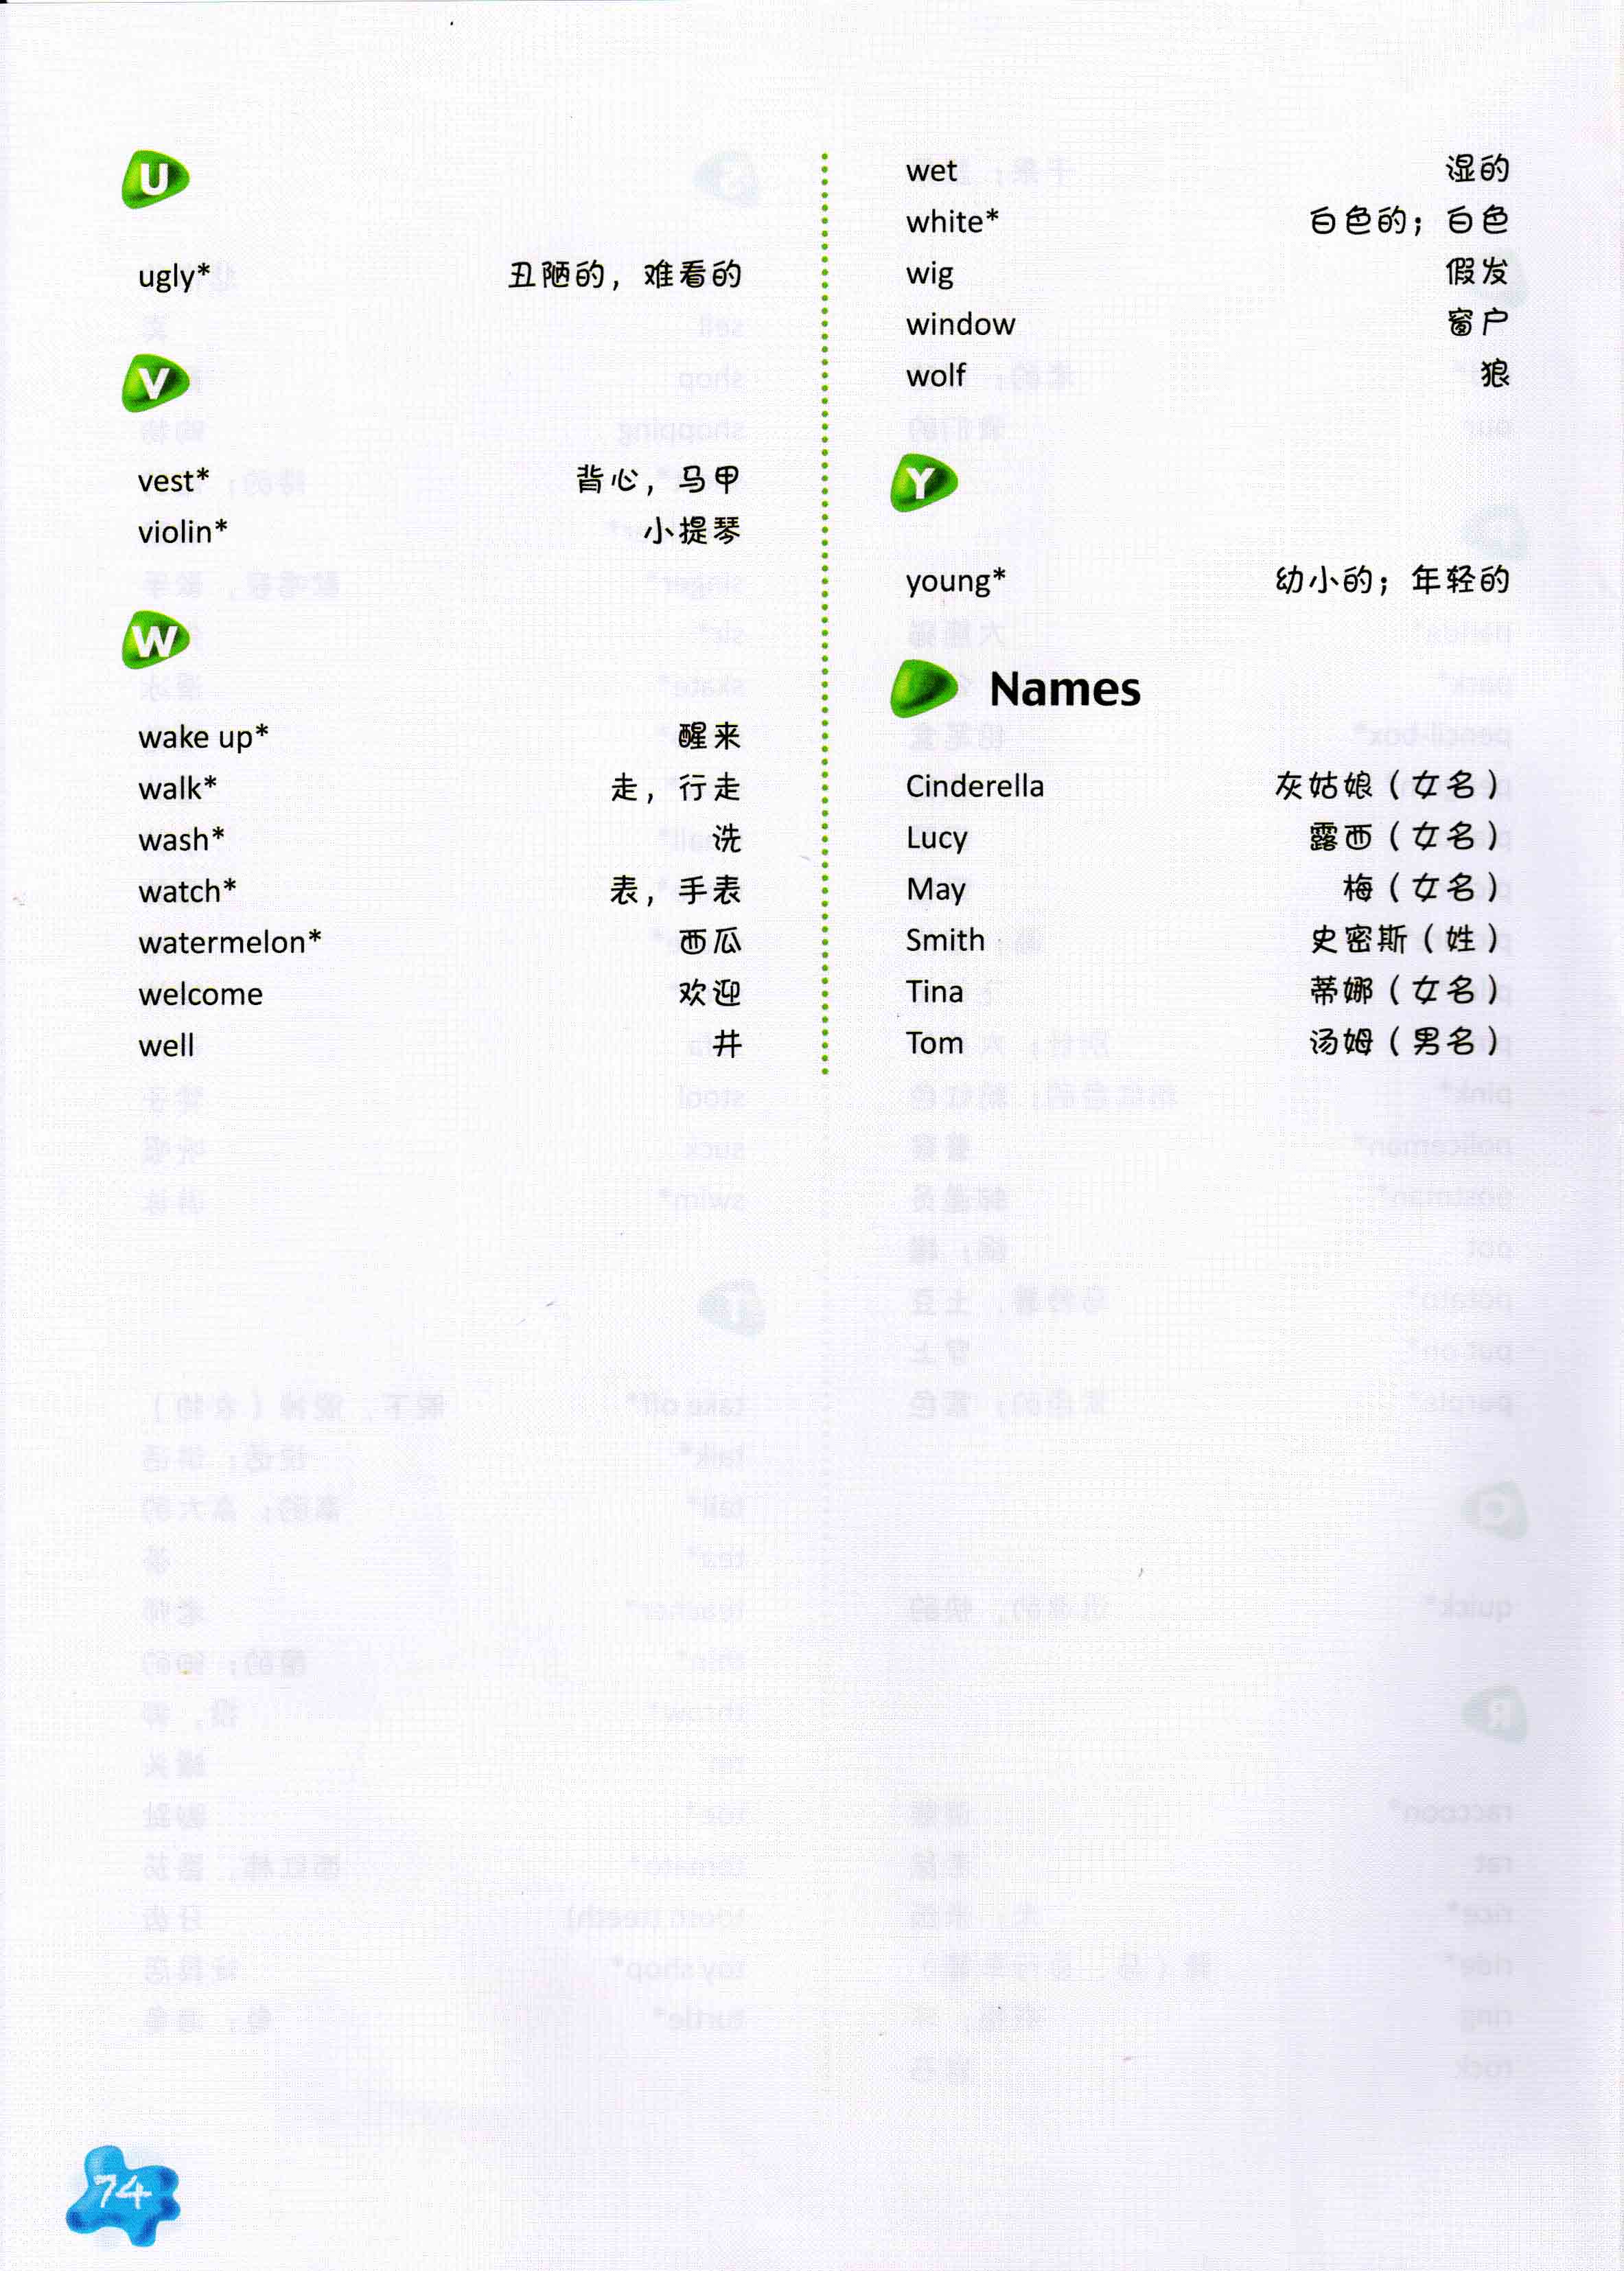 U
ugly* 丑陋的，难看的
V
vest* 背心，马甲
violin* 小提琴
W
wake up* 醒来
walk* 走，行走
wash* 洗
watch* 表，手表
watermelon* 西瓜
welcome 欢迎
well 井
wet 湿的
white* 白色的；白色
wig 假发
window 窗户
wolf 狼
Y
young* 幼小的；年轻的
Names
Cinderella 灰姑娘（女名）
Lucy 露西（女名）
May 梅（女名）
Smith 史密斯（姓）
Tina 蒂娜（女名）
Tom 汤姆（男名）
74